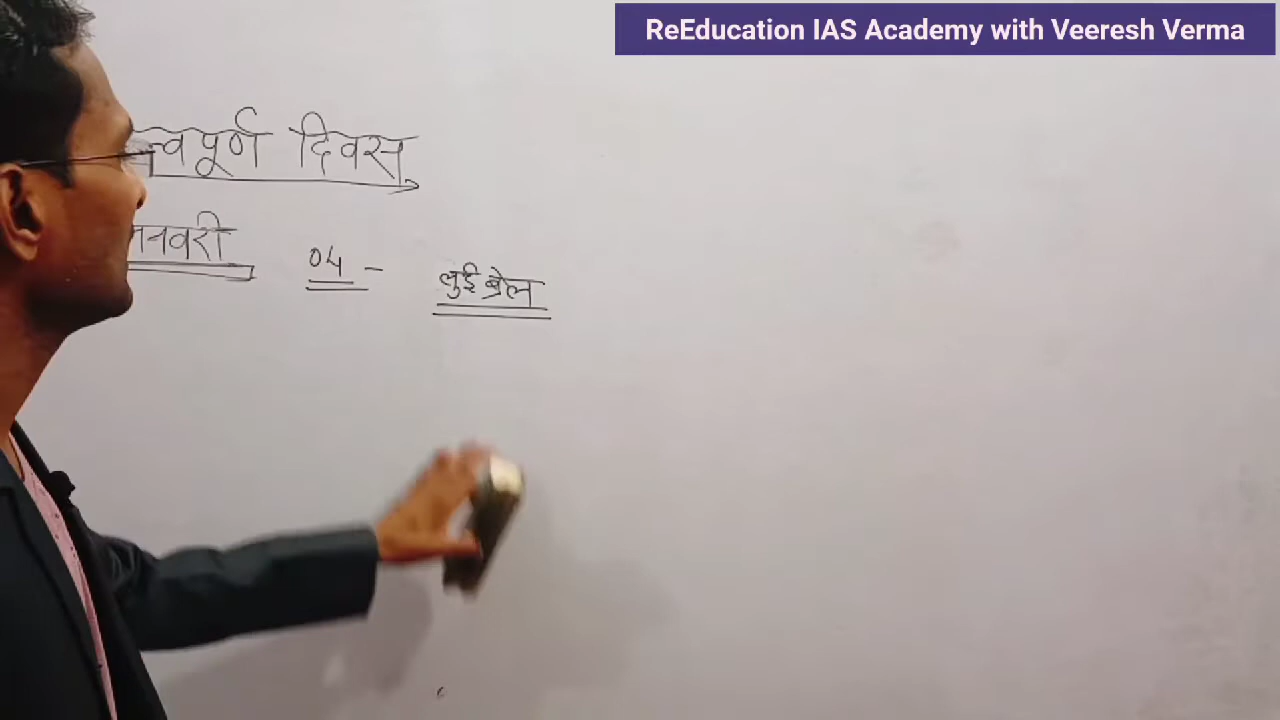 ReEducation IAS Academy with Veeresh Verma
त्वपूर्ण दिवस
नवरी 04 - लुई ब्रेल